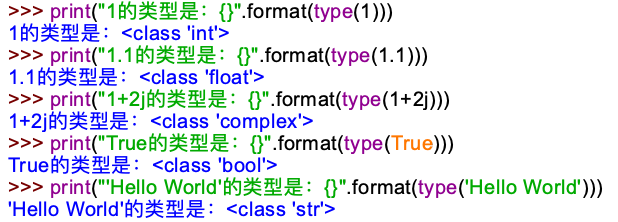 >>> print("1的类型是：{}".format(type(1)))
1的类型是：<class 'int'>
>>> print("1.1的类型是：{}".format(type(1.1)))
1.1的类型是：<class 'float'>
>>> print("1+2j的类型是：{}".format(type(1+2j)))
1+2j的类型是：<class 'complex'>
>>> print("True的类型是：{}".format(type(True)))
True的类型是：<class 'bool'>
>>> print("'Hello World'的类型是：{}".format(type('Hello World')))
'Hello World'的类型是：<class 'str'>